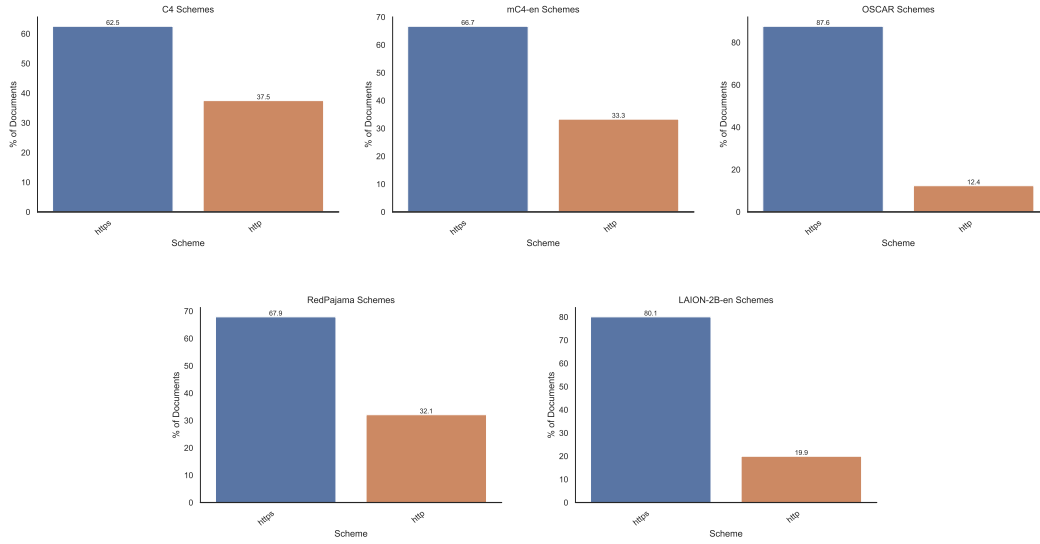 C4 Schemes
62.5
37.5
60
50
40
30
20
10
0
% of Documents
https
http
Scheme
mC4-en Schemes
66.7
33.3
70
60
50
40
30
20
10
0
% of Documents
https
http
Scheme
OSCAR Schemes
87.6
12.4
80
60
40
20
0
% of Documents
https
http
Scheme
RedPajama Schemes
67.9
32.1
70
60
50
40
30
20
10
0
% of Documents
https
http
Scheme
LAION-2B-en Schemes
80.1
19.9
80
70
60
50
40
30
20
10
0
% of Documents
https
http
Scheme